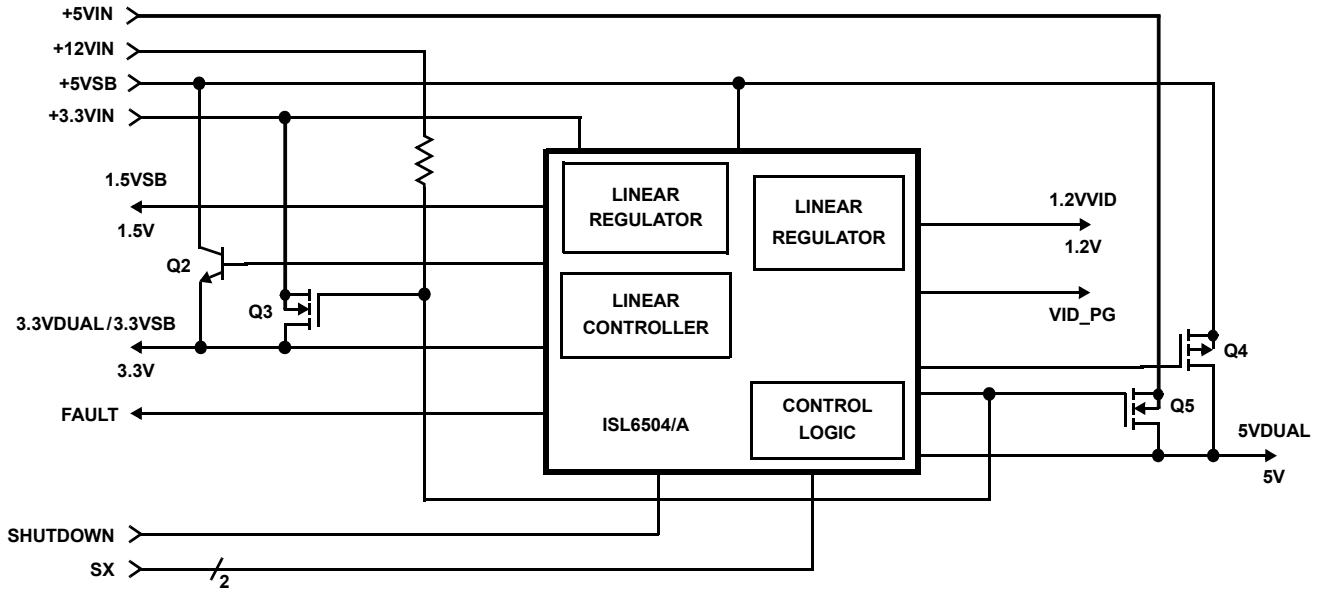 +5VIN
+12VIN
+5VSB
+3.3VIN
1.5VSB
1.5V
Q2
Q3
3.3VDUAL/3.3VSB
3.3V
FAULT
SHUTDOWN
SX
2
LINEAR
REGULATOR
LINEAR
CONTROLLER
ISL6504/A
LINEAR
REGULATOR
CONTROL
LOGIC
1.2VVID
1.2V
VID_PG
Q4
Q5
5VDUAL
5V